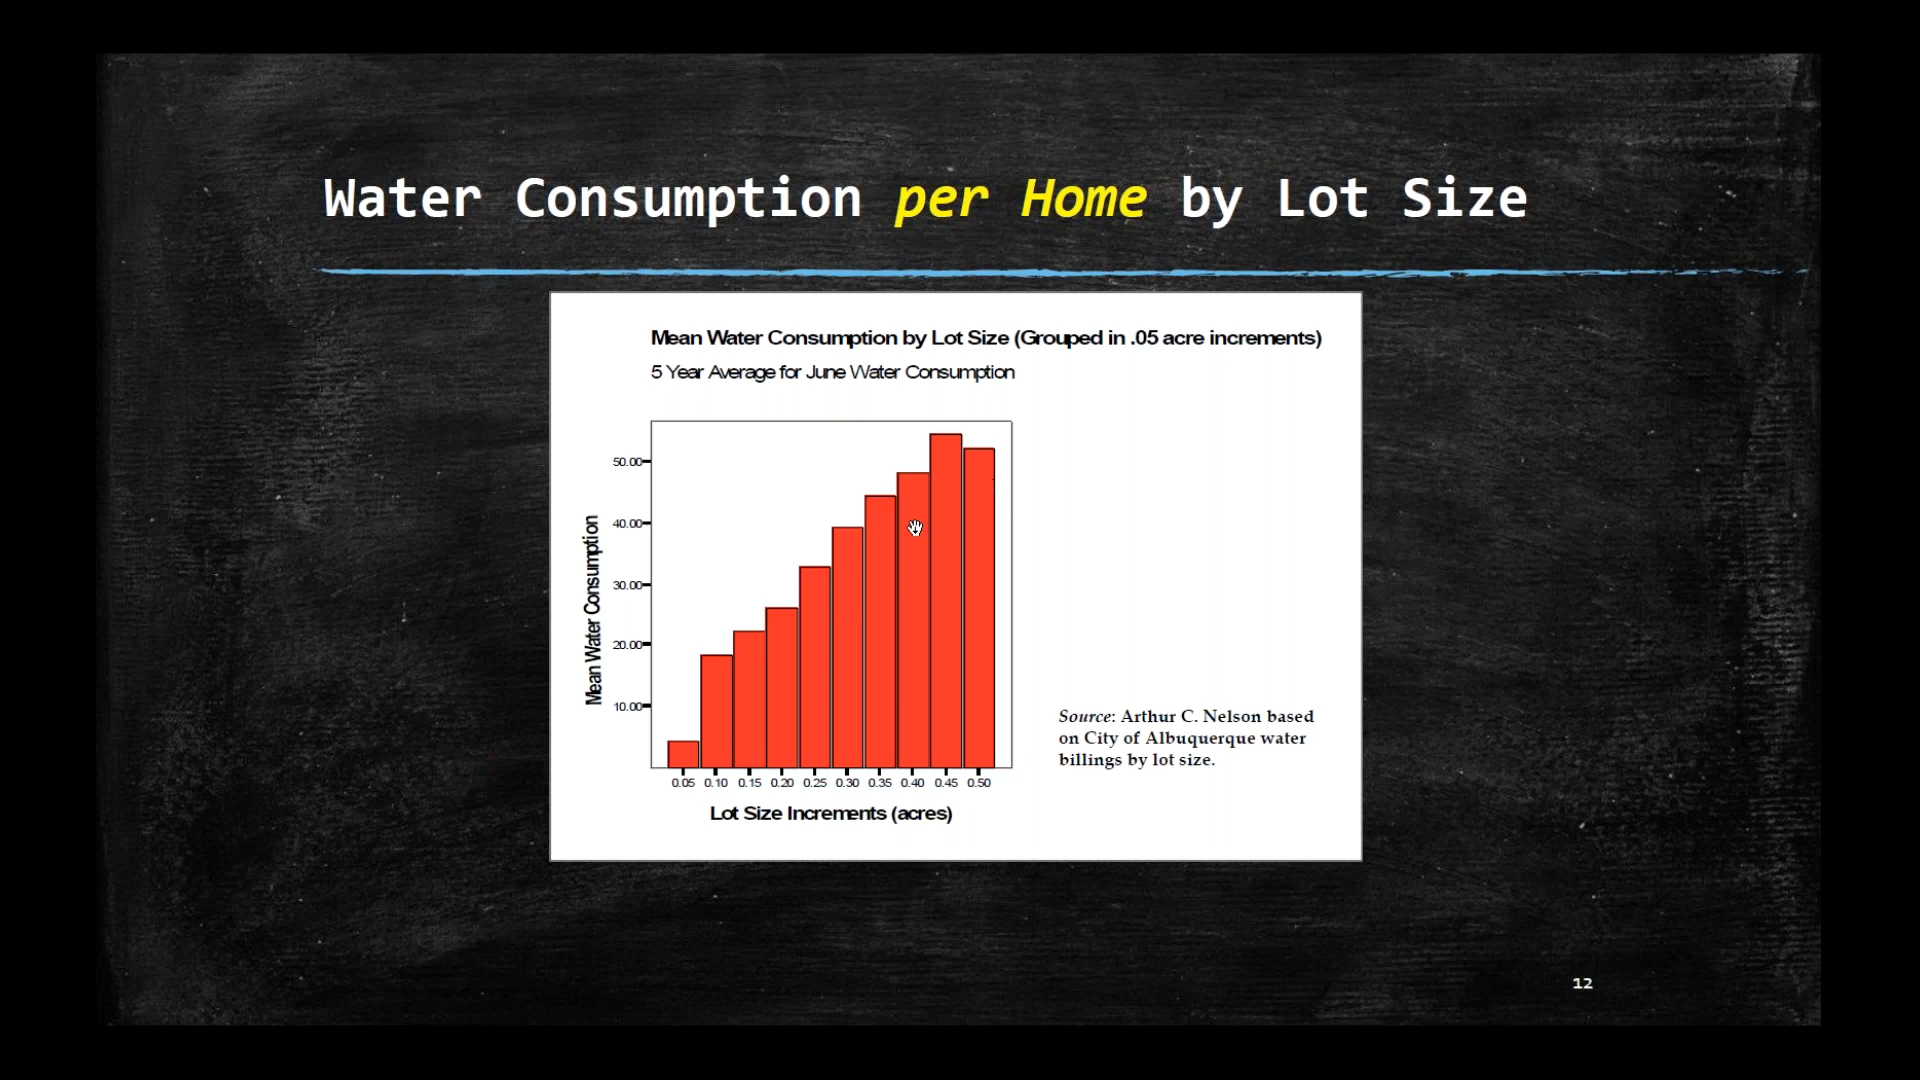 Water Consumption per Home by Lot Size
Mean Water Consumption by Lot Size (Grouped in .05 acre increments)
5 Year Average for June Water Consumption
Mean Water Consumption
50.00
40.00
30.00
20.00
10.00
0.05 0.10 0.15 0.20 0.25 0.30 0.35 0.40 0.45 0.50
Lot Size Increments (acres)
Source: Arthur C. Nelson based
on City of Albuquerque water
billings by lot size.
12